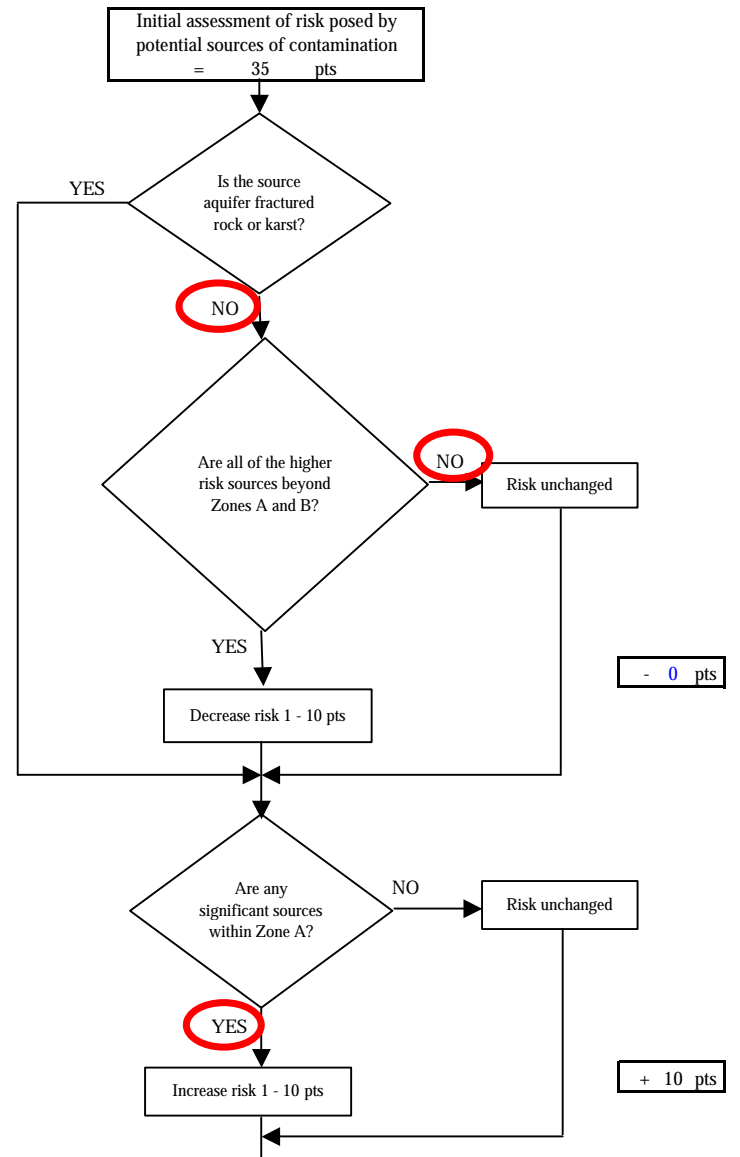 Initial assessment of risk posed by
potential sources of contamination
= 35 pts
YES
Is the source
aquifer fractured
rock or karst?
NO
Are all of the higher
risk sources beyond
Zones A and B?
NO
Risk unchanged
YES
- 0 pts
Decrease risk 1 - 10 pts
Are any
significant sources
within Zone A?
NO
Risk unchanged
YES
Increase risk 1 - 10 pts
+ 10 pts